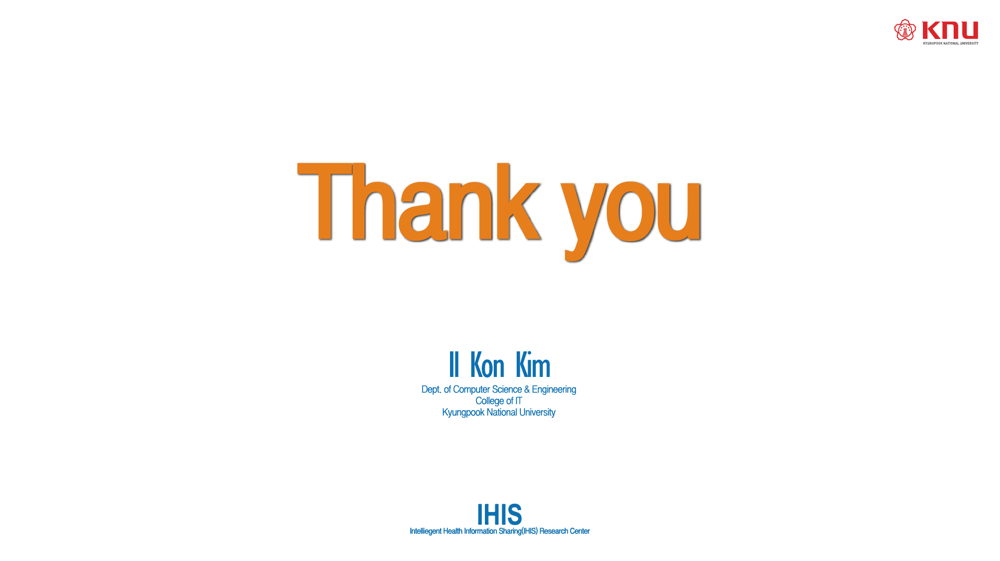 KNU
KYUNGPOOK NATIONAL UNIVERSITY
Thank you
Il Kon Kim
Dept. of Computer Science & Engineering
College of IT
Kyungpook National University
IHIS
Intelliegent Health Information Sharing(IHIS) Research Center